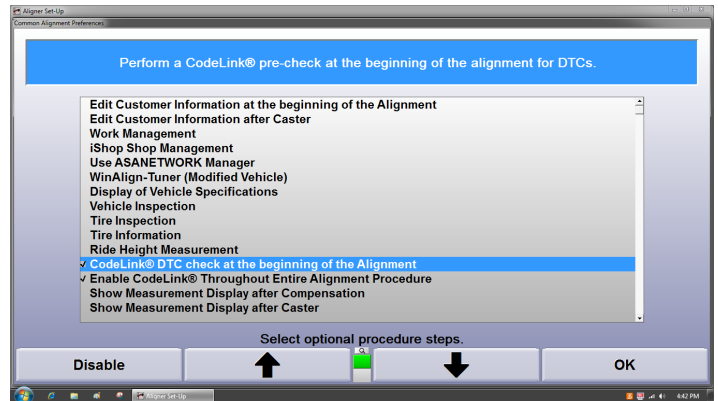 Aligner Set-Up
Common Alignment Preferences
Perform a CodeLink® pre-check at the beginning of the alignment for DTCs.
Edit Customer Information at the beginning of the Alignment
Edit Customer Information after Caster
Work Management
iShop Shop Management
Use ASANETWORK Manager
WinAlign-Tuner (Modified Vehicle)
Display of Vehicle Specifications
Vehicle Inspection
Tire Inspection
Tire Information
Ride Height Measurement
✓ CodeLink® DTC check at the beginning of the Alignment
✓ Enable CodeLink® Throughout Entire Alignment Procedure
Show Measurement Display after Compensation
Show Measurement Display after Caster
Select optional procedure steps.
Disable
OK
Aligner Set-Up
4:42 PM